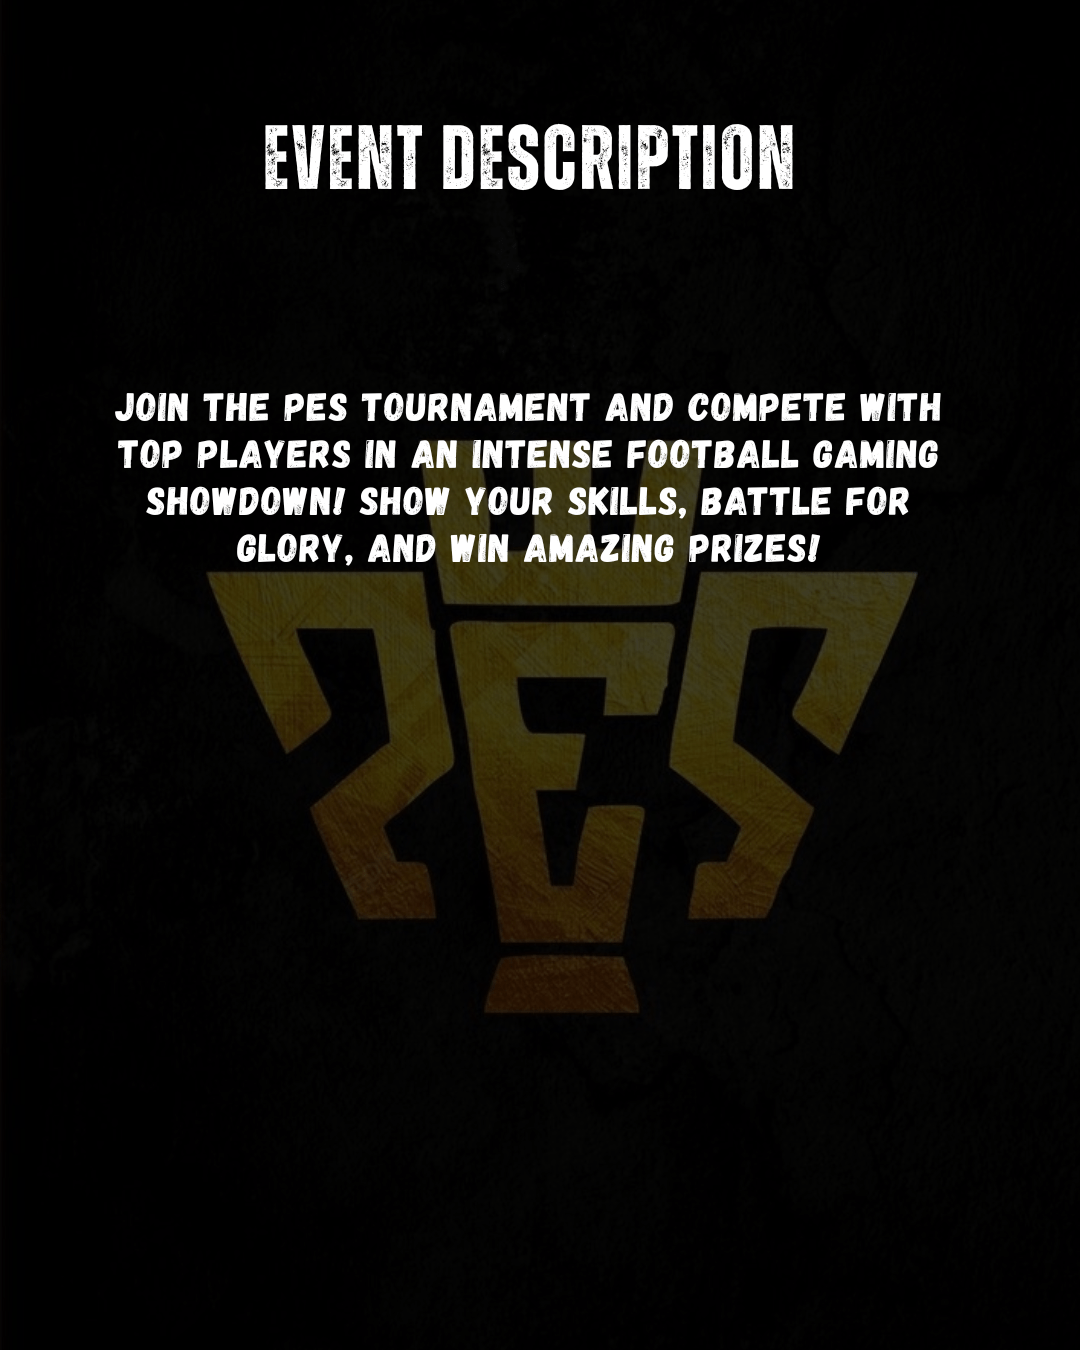 EVENT DESCRIPTION
JOIN THE PES TOURNAMENT AND COMPETE WITH
TOP PLAYERS IN AN INTENSE FOOTBALL GAMING
SHOWDOWN! SHOW YOUR SKILLS, BATTLE FOR
GLORY, AND WIN AMAZING PRIZES!
PES